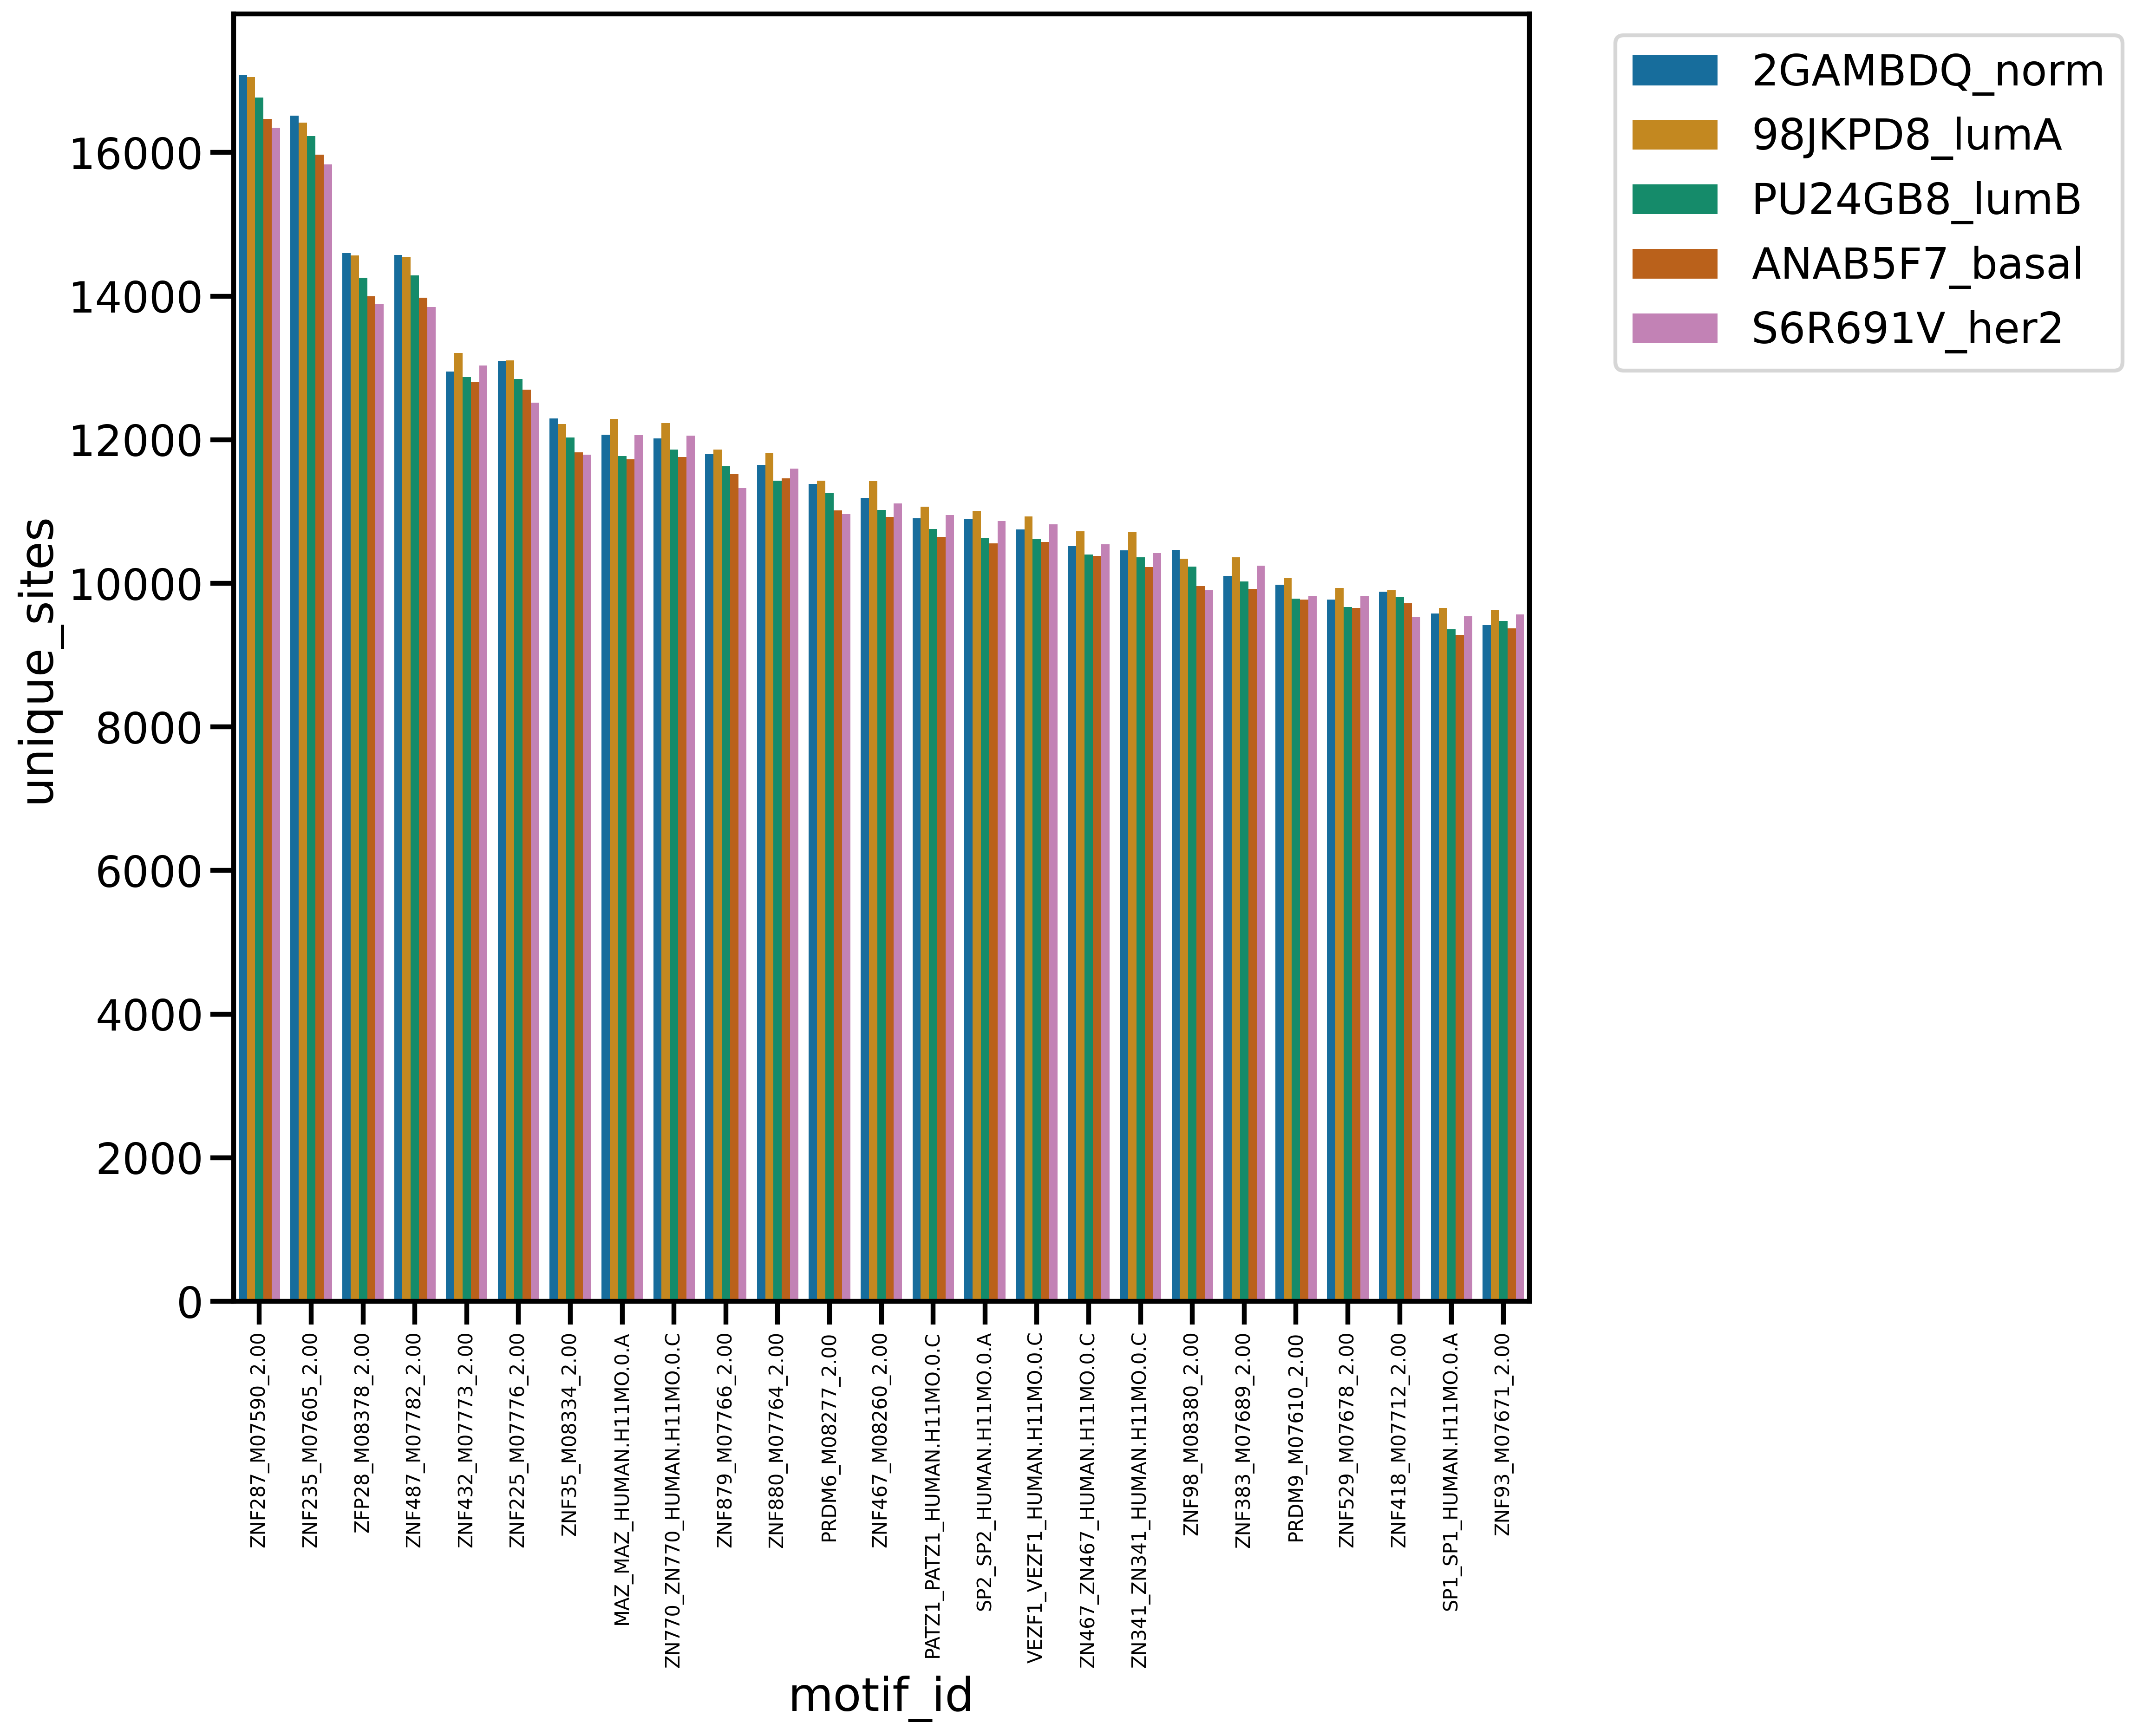 2GAMBDQ_norm
98JKPD8_lumA
PU24GB8_lumB
ANAB5F7_basal
S6R691V_her2
unique_sites
16000
14000
12000
10000
8000
6000
4000
2000
0
ZNF287_M07590_2.00
ZNF235_M07605_2.00
ZFP28_M08378_2.00
ZNF487_M07782_2.00
ZNF432_M07773_2.00
ZNF225_M07776_2.00
ZNF35_M08334_2.00
MAZ_MAZ_HUMAN.H11MO.0.A
ZN770_ZN770_HUMAN.H11MO.0.C
ZNF879_M07766_2.00
ZNF880_M07764_2.00
PRDM6_M08277_2.00
ZNF467_M08260_2.00
PATZ1_PATZ1_HUMAN.H11MO.0.C
SP2_SP2_HUMAN.H11MO.0.A
VEZF1_VEZF1_HUMAN.H11MO.0.C
ZN467_ZN467_HUMAN.H11MO.0.C
ZN341_ZN341_HUMAN.H11MO.0.C
ZNF98_M08380_2.00
ZNF383_M07689_2.00
PRDM9_M07610_2.00
ZNF529_M07678_2.00
ZNF418_M07712_2.00
SP1_SP1_HUMAN.H11MO.0.A
ZNF93_M07671_2.00
motif_id